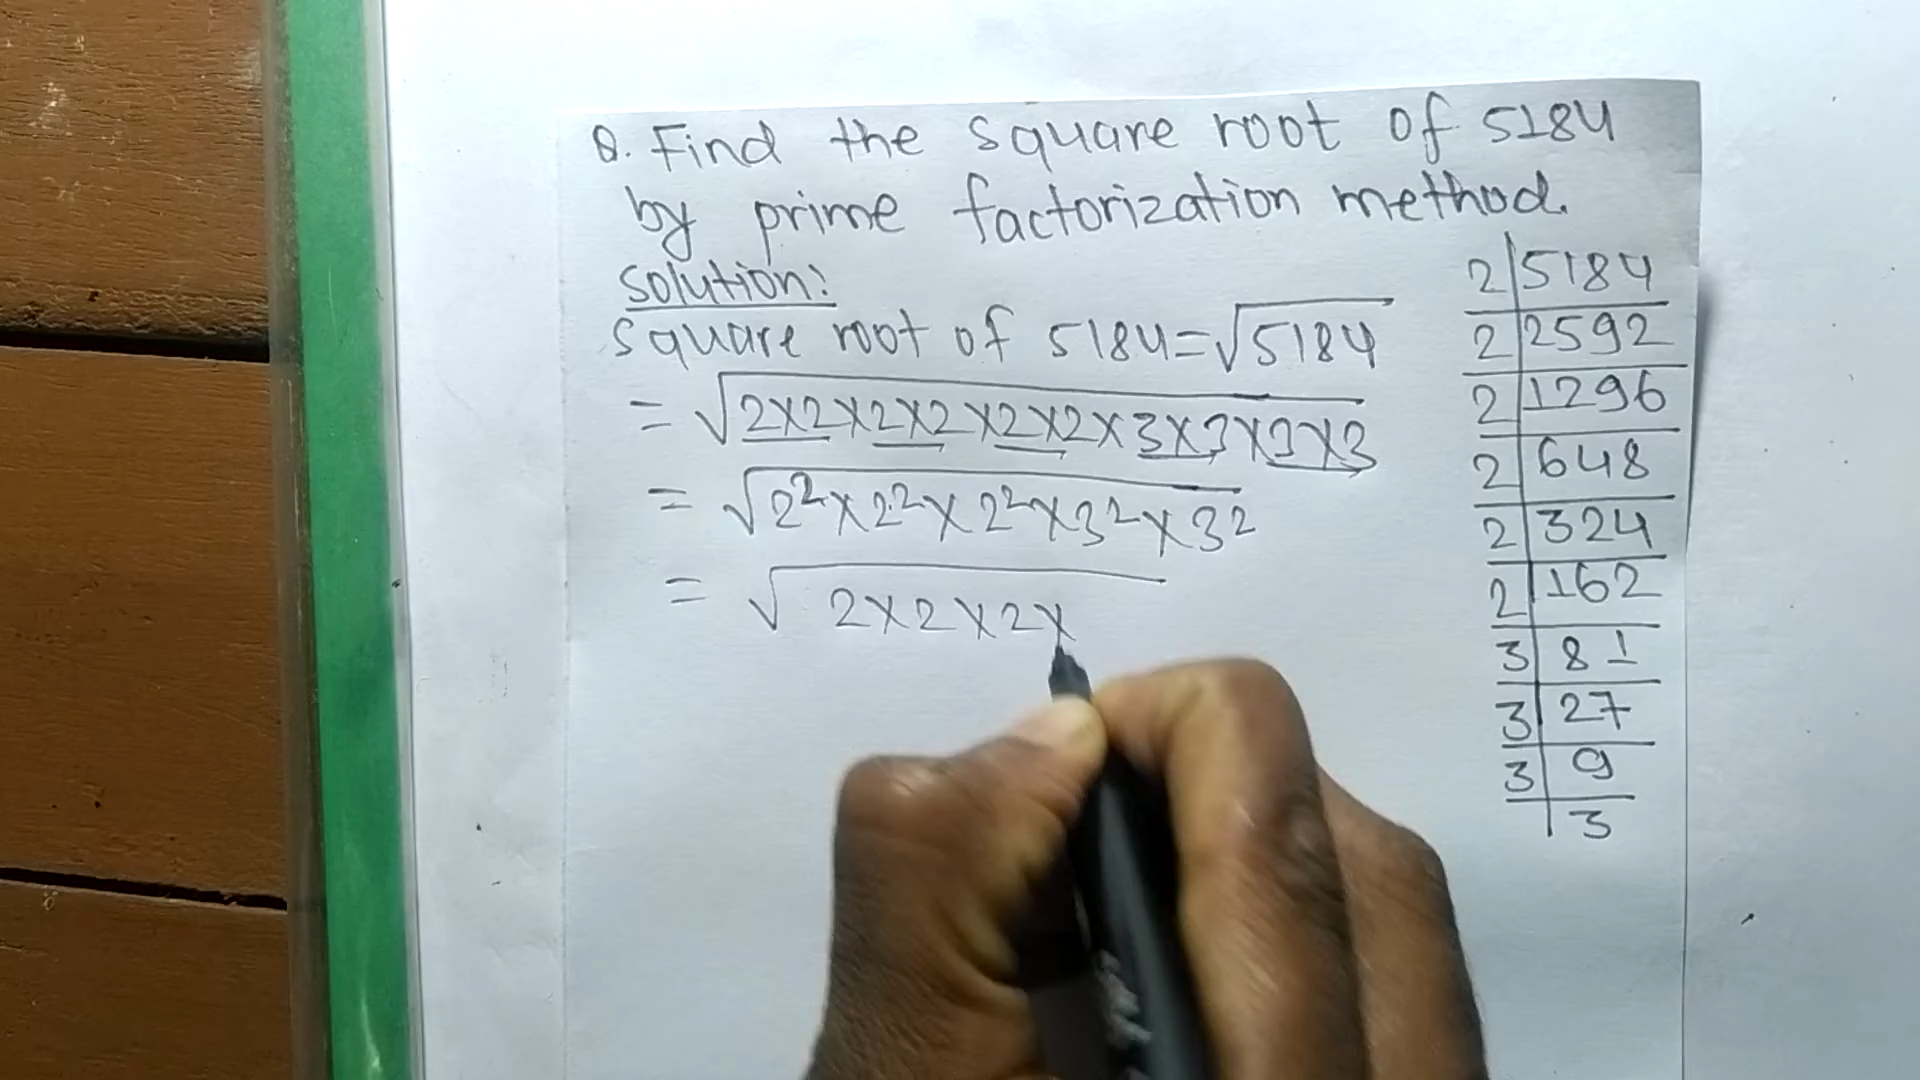 Q. Find the square root of 5184
by prime factorization method.
Solution:
Square root of 5184=√5184
= √2×2×2×2×2×2×3×3×3×3
= √2²×2²×2²×3²×3²
= √ 2×2×2×
2|5184
2|2592
2|1296
2|648
2|324
2|162
3|81
3|27
3|9
|3